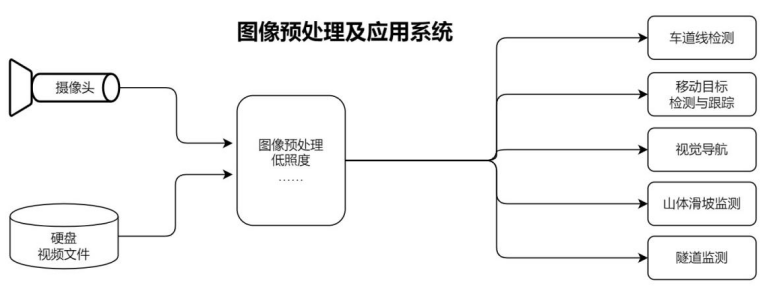 图像预处理及应用系统
摄像头
硬盘
视频文件
图像预处理
低照度
......
车道线检测
移动目标
检测与跟踪
视觉导航
山体滑坡监测
隧道监测